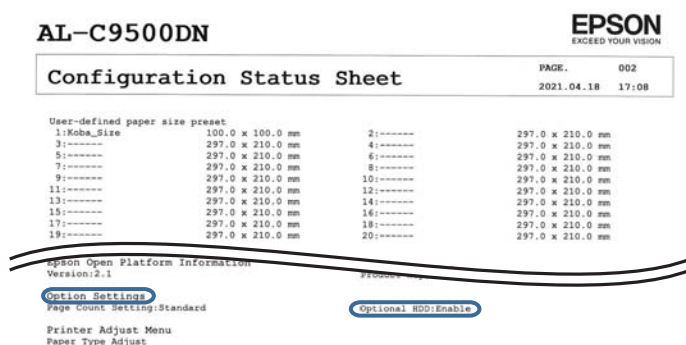 AL-C9500DN
EPSON
EXCEED YOUR VISION
Configuration Status Sheet
PAGE. 002
2021.04.18 17:08
User-defined paper size preset
1:Koba_Size 100.0 x 100.0 mm 2:------ 297.0 x 210.0 mm
3:------ 297.0 x 210.0 mm 4:------ 297.0 x 210.0 mm
5:------ 297.0 x 210.0 mm 6:------ 297.0 x 210.0 mm
7:------ 297.0 x 210.0 mm 8:------ 297.0 x 210.0 mm
9:------ 297.0 x 210.0 mm 10:------ 297.0 x 210.0 mm
11:------ 297.0 x 210.0 mm 12:------ 297.0 x 210.0 mm
13:------ 297.0 x 210.0 mm 14:------ 297.0 x 210.0 mm
15:------ 297.0 x 210.0 mm 16:------ 297.0 x 210.0 mm
17:------ 297.0 x 210.0 mm 18:------ 297.0 x 210.0 mm
19:------ 297.0 x 210.0 mm 20:------ 297.0 x 210.0 mm
Epson Open Platform Information
Version:2.1
Option Settings
Page Count Setting:Standard Optional HDD:Enable
Printer Adjust Menu
Paper Type Adjust